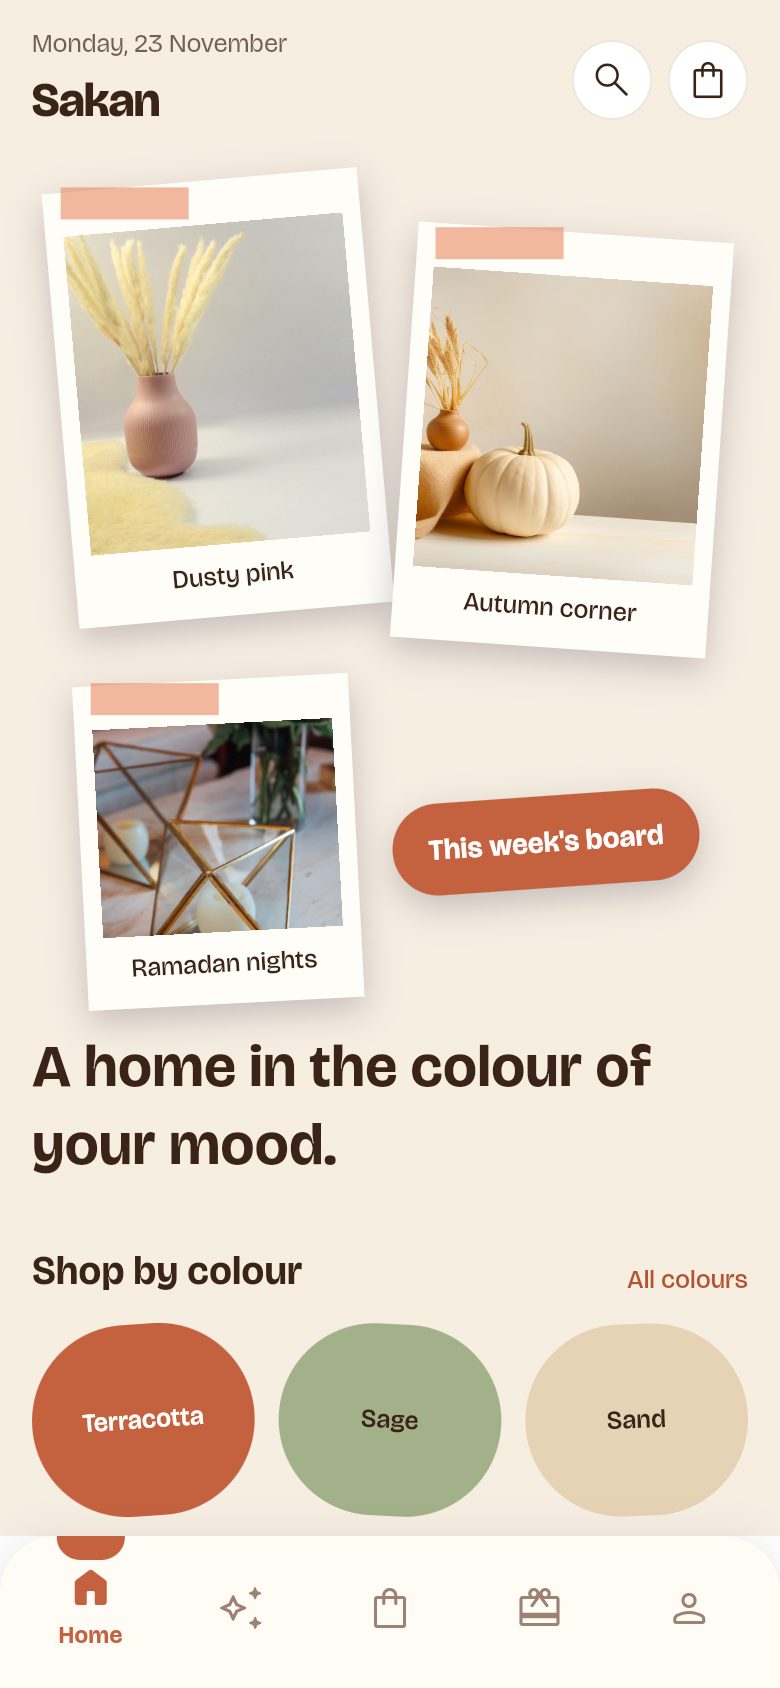 Monday, 23 November
Sakan
Dusty pink
Autumn corner
Ramadan nights
This week's board
A home in the colour of
your mood.
Shop by colour
All colours
Terracotta
Sage
Sand
Home